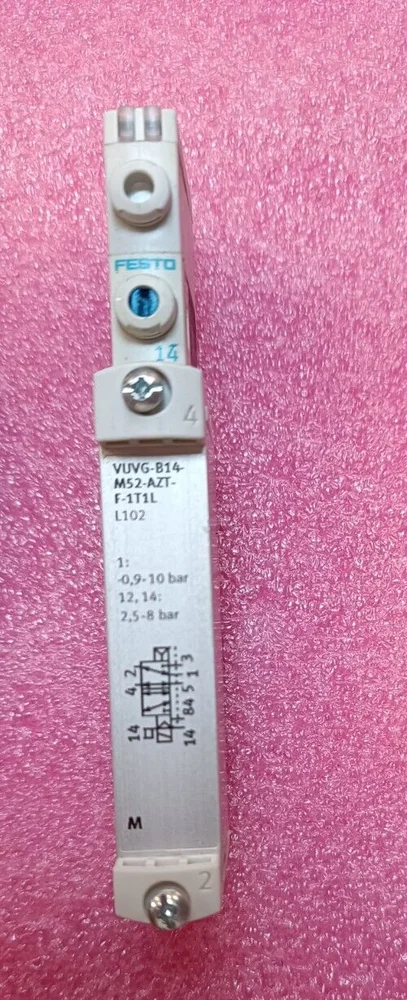 FESTO
14
4
VUVG-B14-
M52-AZT-
F-1T1L
L102
1:
-0,9-10 bar
12, 14:
2,5-8 bar
4 2
14
14 84 5 1 3
M
2